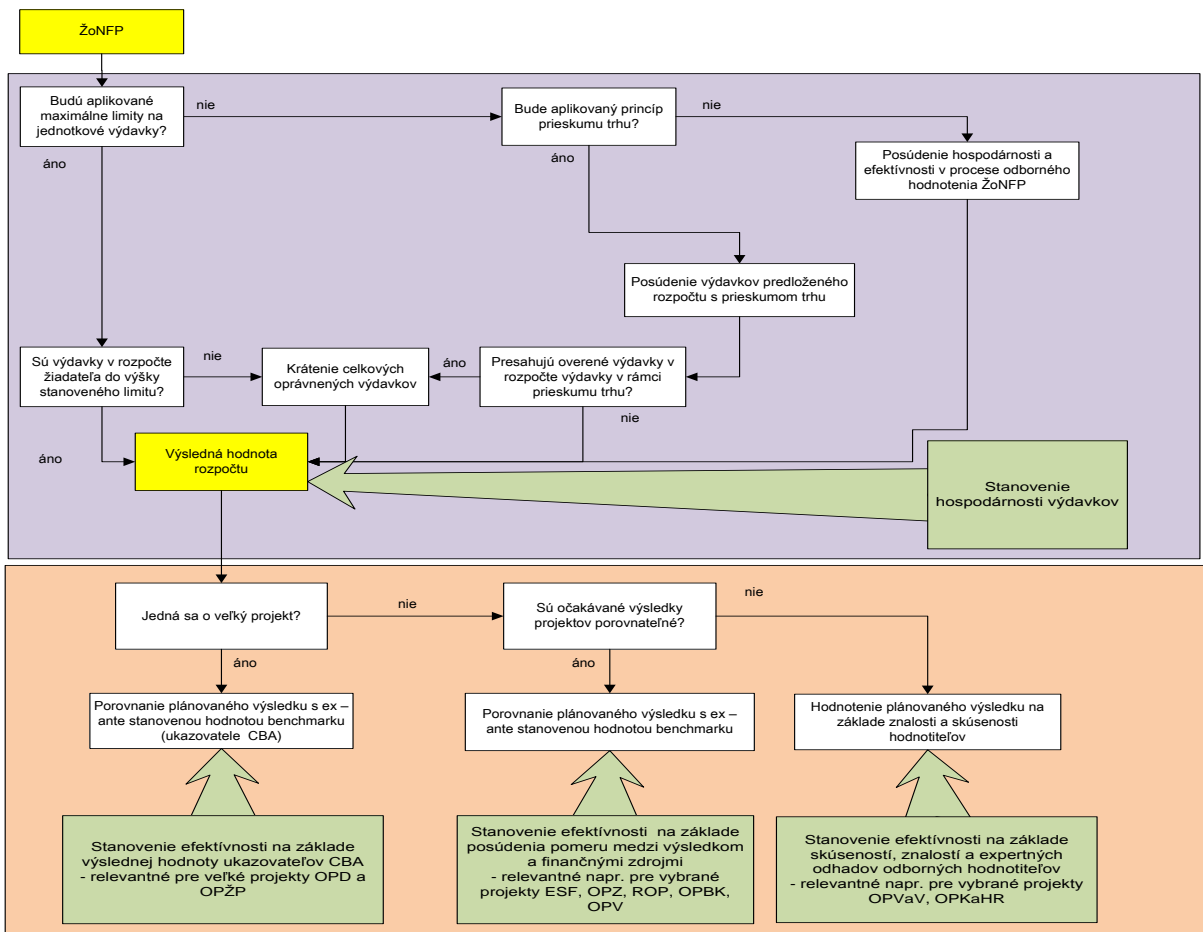 ŽoNFP
Budú aplikované
maximálne limity na
jednotkové výdavky?
nie
Bude aplikovaný princíp
prieskumu trhu?
nie
áno
áno
Posúdenie hospodárnosti a
efektívnosti v procese odborného
hodnotenia ŽoNFP
Posúdenie výdavkov predloženého
rozpočtu s prieskumom trhu
Sú výdavky v rozpočte
žiadateľa do výšky
stanoveného limitu?
nie
Krátenie celkových
oprávnených výdavkov
áno
Presahujú overené výdavky v
rozpočte výdavky v rámci
prieskumu trhu?
nie
áno
Výsledná hodnota
rozpočtu
Stanovenie
hospodárnosti výdavkov
Jedná sa o veľký projekt?
nie
Sú očakávané výsledky
projektov porovnateľné?
nie
áno
áno
Porovnanie plánovaného výsledku s ex –
ante stanovenou hodnotou benchmarku
(ukazovatele CBA)
Porovnanie plánovaného výsledku s ex –
ante stanovenou hodnotou benchmarku
Hodnotenie plánovaného výsledku na
základe znalosti a skúsenosti
hodnotiteľov
Stanovenie efektívnosti na základe
výslednej hodnoty ukazovateľov CBA
- relevantné pre veľké projekty OPD a
OPŽP
Stanovenie efektívnosti na základe
posúdenia pomeru medzi výsledkom
a finančnými zdrojmi
- relevantné napr. pre vybrané
projekty ESF, OPZ, ROP, OPBK,
OPV
Stanovenie efektívnosti na základe
skúseností, znalostí a expertných
odhadov odborných hodnotiteľov
- relevantné napr. pre vybrané projekty
OPVaV, OPKaHR